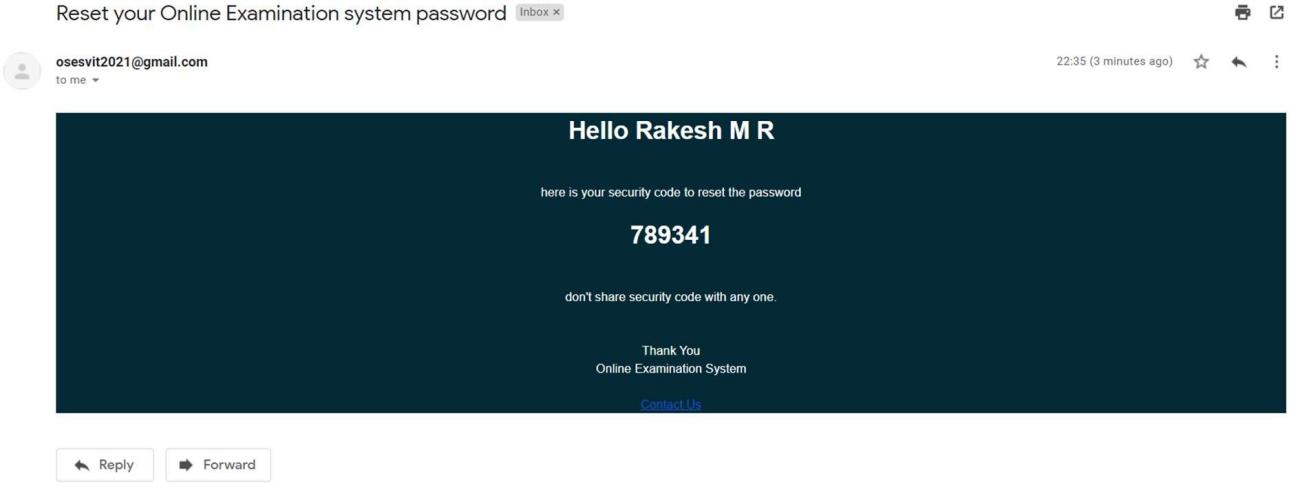 Reset your Online Examination system password Inbox ×
osesvit2021@gmail.com 22:35 (3 minutes ago)
to me
Hello Rakesh M R
here is your security code to reset the password
789341
don't share security code with any one.
Thank You
Online Examination System
Contact Us
Reply Forward